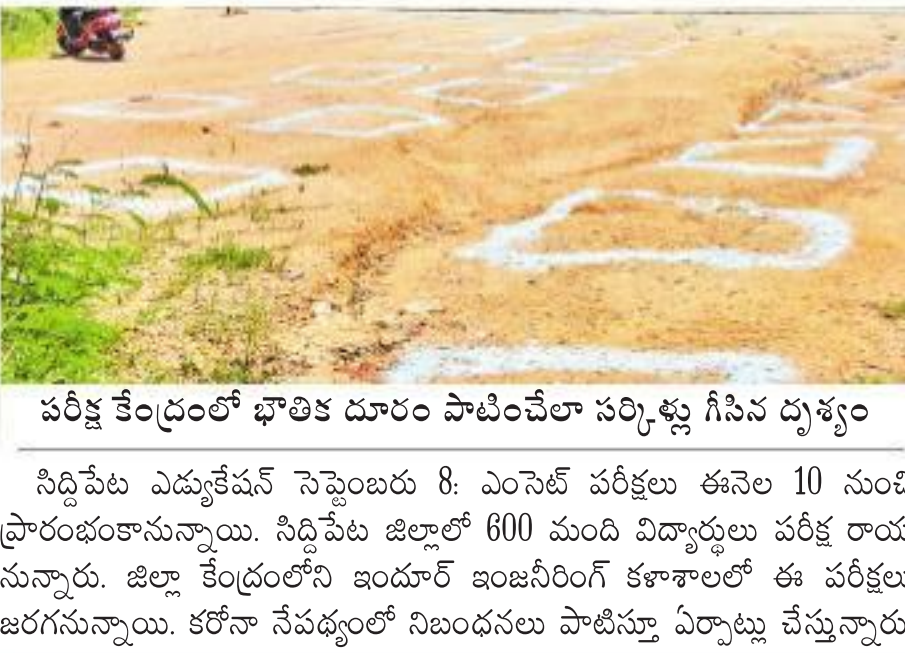 పరీక్ష కేంద్రంలో భౌతిక దూరం పాటించేలా సర్కిళ్లు గీసిన దృశ్యం
సిద్దిపేట ఎడ్యుకేషన్ సెప్టెంబరు 8: ఎంసెట్ పరీక్షలు ఈనెల 10 నుంచి
ప్రారంభంకానున్నాయి. సిద్దిపేట జిల్లాలో 600 మంది విద్యార్థులు పరీక్ష రాయ
నున్నారు. జిల్లా కేంద్రంలోని ఇందూర్ ఇంజనీరింగ్ కళాశాలలో ఈ పరీక్షలు
జరగనున్నాయి. కరోనా నేపథ్యంలో నిబంధనలు పాటిస్తూ ఏర్పాట్లు చేస్తున్నారు